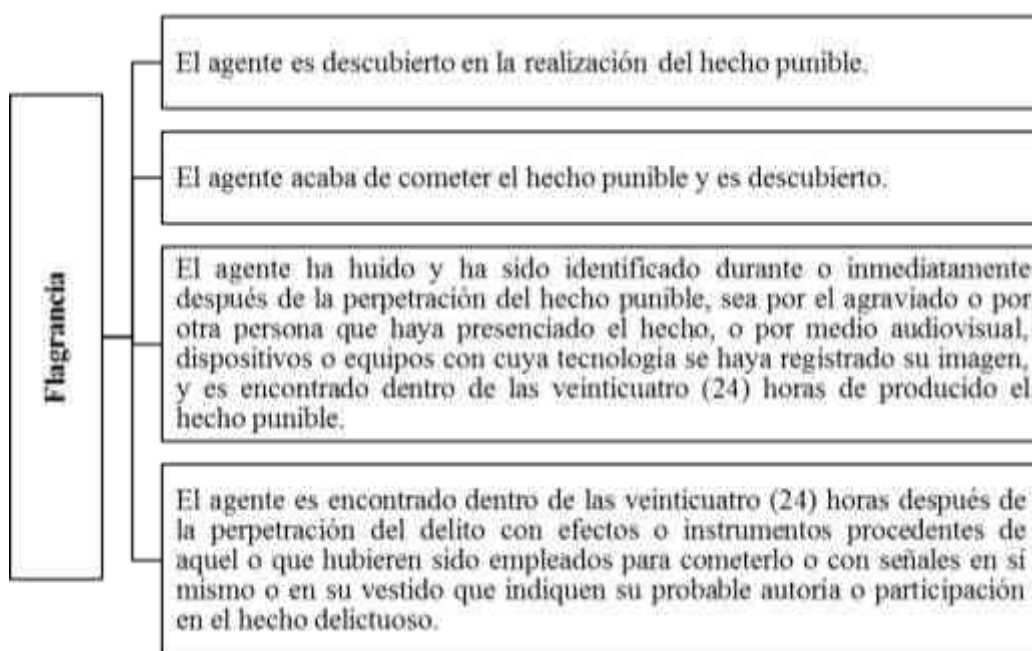 Flagrancia
El agente es descubierto en la realización del hecho punible.
El agente acaba de cometer el hecho punible y es descubierto.
El agente ha huido y ha sido identificado durante o inmediatamente
después de la perpetración del hecho punible, sea por el agraviado o por
otra persona que haya presenciado el hecho, o por medio audiovisual,
dispositivos o equipos con cuya tecnología se haya registrado su imagen,
y es encontrado dentro de las veinticuatro (24) horas de producido el
hecho punible.
El agente es encontrado dentro de las veinticuatro (24) horas después de
la perpetración del delito con efectos o instrumentos procedentes de
aquel o que hubieren sido empleados para cometerlo o con señales en sí
mismo o en su vestido que indiquen su probable autoría o participación
en el hecho delictuoso.